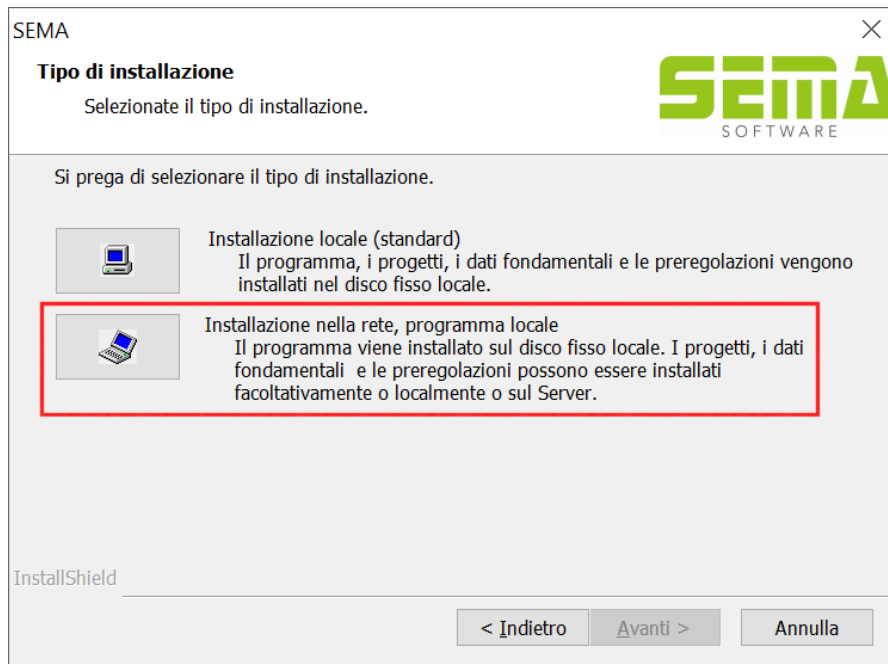 SEMA
Tipo di installazione
Selezionate il tipo di installazione.
SEMA
SOFTWARE
Si prega di selezionare il tipo di installazione.
Installazione locale (standard)
Il programma, i progetti, i dati fondamentali e le preregolazioni vengono
installati nel disco fisso locale.
Installazione nella rete, programma locale
Il programma viene installato sul disco fisso locale. I progetti, i dati
fondamentali e le preregolazioni possono essere installati
facoltativamente o localmente o sul Server.
InstallShield
< Indietro
Avanti >
Annulla